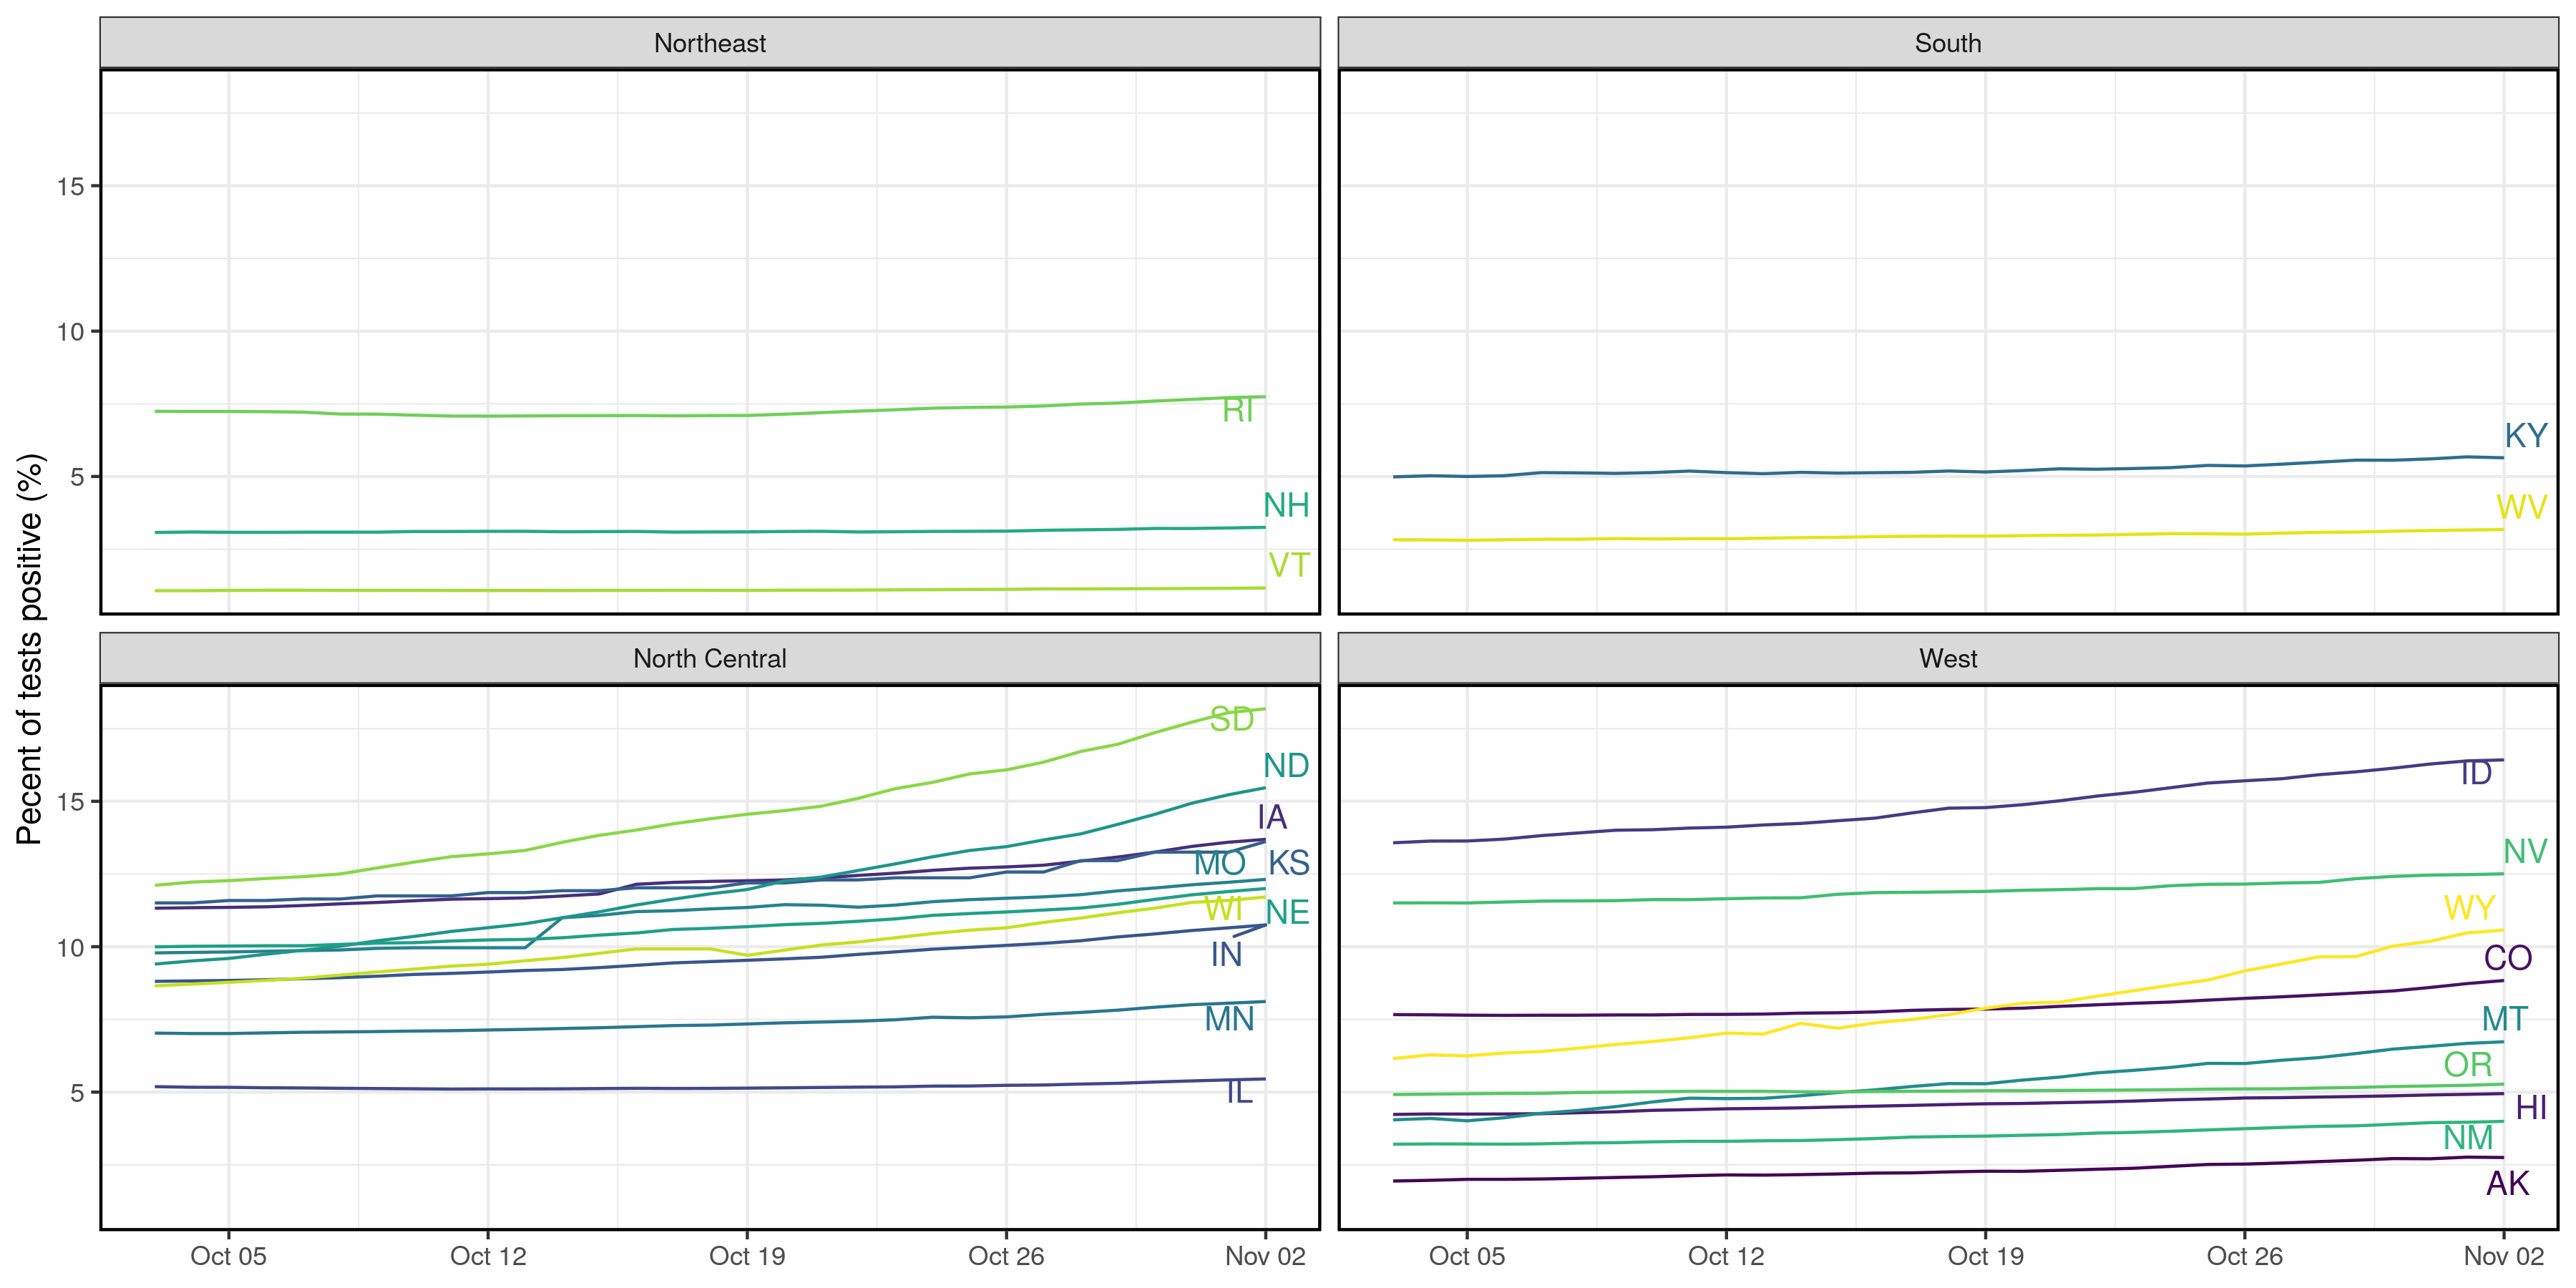 Northeast
South
Pecent of tests positive (%)
15
10
5
RI
NH
VT
KY
WV
North Central
West
15
10
5
SD
ND
IA
MO
KS
WI
NE
IN
MN
IL
ID
NV
WY
CO
MT
OR
HI
NM
AK
Oct 05
Oct 12
Oct 19
Oct 26
Nov 02
Oct 05
Oct 12
Oct 19
Oct 26
Nov 02